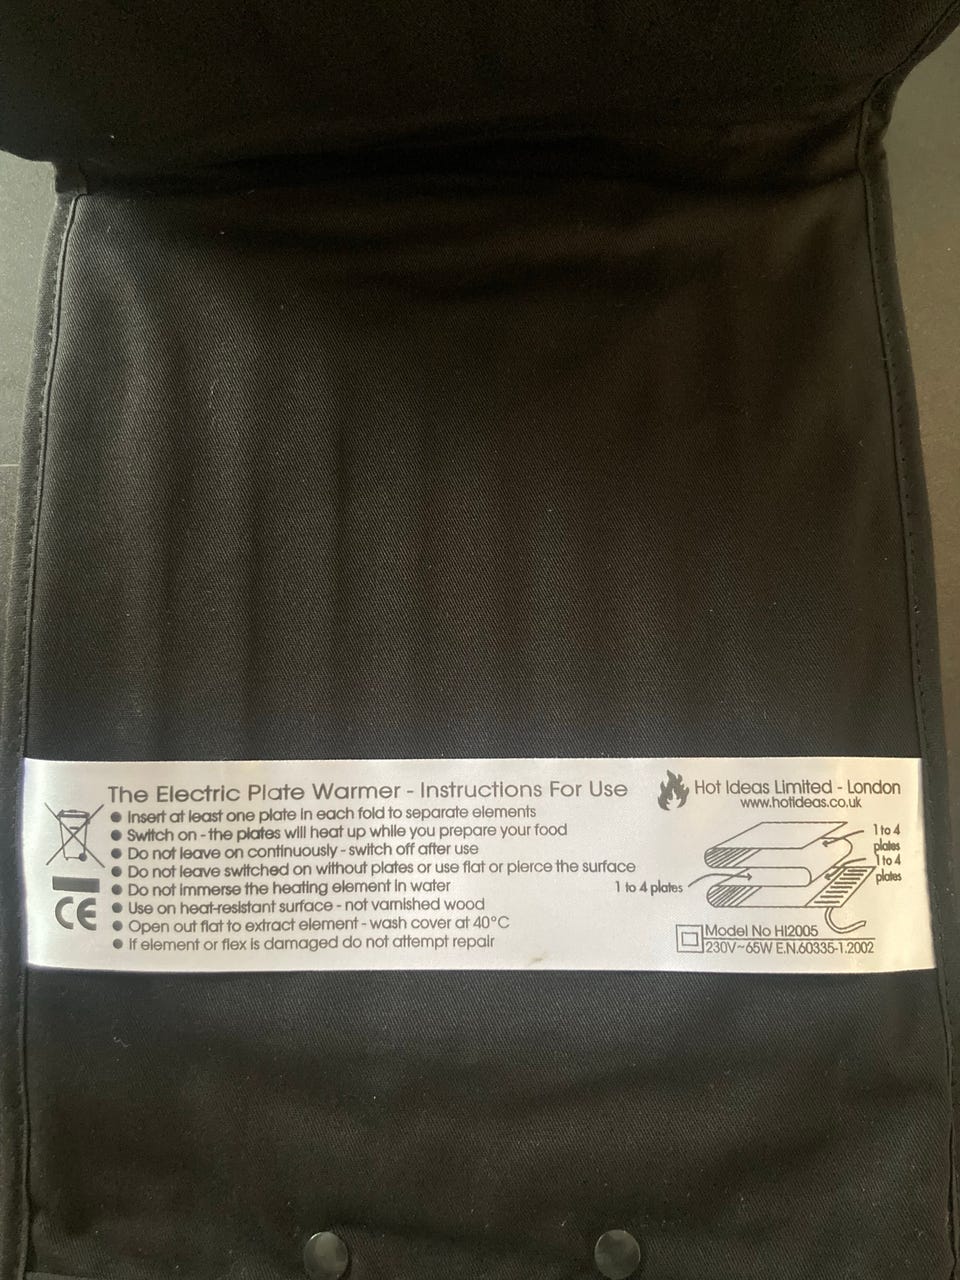 The Electric Plate Warmer - Instructions For Use
● Insert at least one plate in each fold to separate elements
● Switch on - the plates will heat up while you prepare your food
● Do not leave on continuously - switch off after use
● Do not leave switched on without plates or use flat or pierce the surface
● Do not immerse the heating element in water
● Use on heat-resistant surface - not varnished wood
● Open out flat to extract element - wash cover at 40°C
● If element or flex is damaged do not attempt repair
CE
Hot Ideas Limited - London
www.hotideas.co.uk
1 to 4
plates
1 to 4
plates
1 to 4 plates
Model No HI2005
230V~65W E.N.60335-1.2002